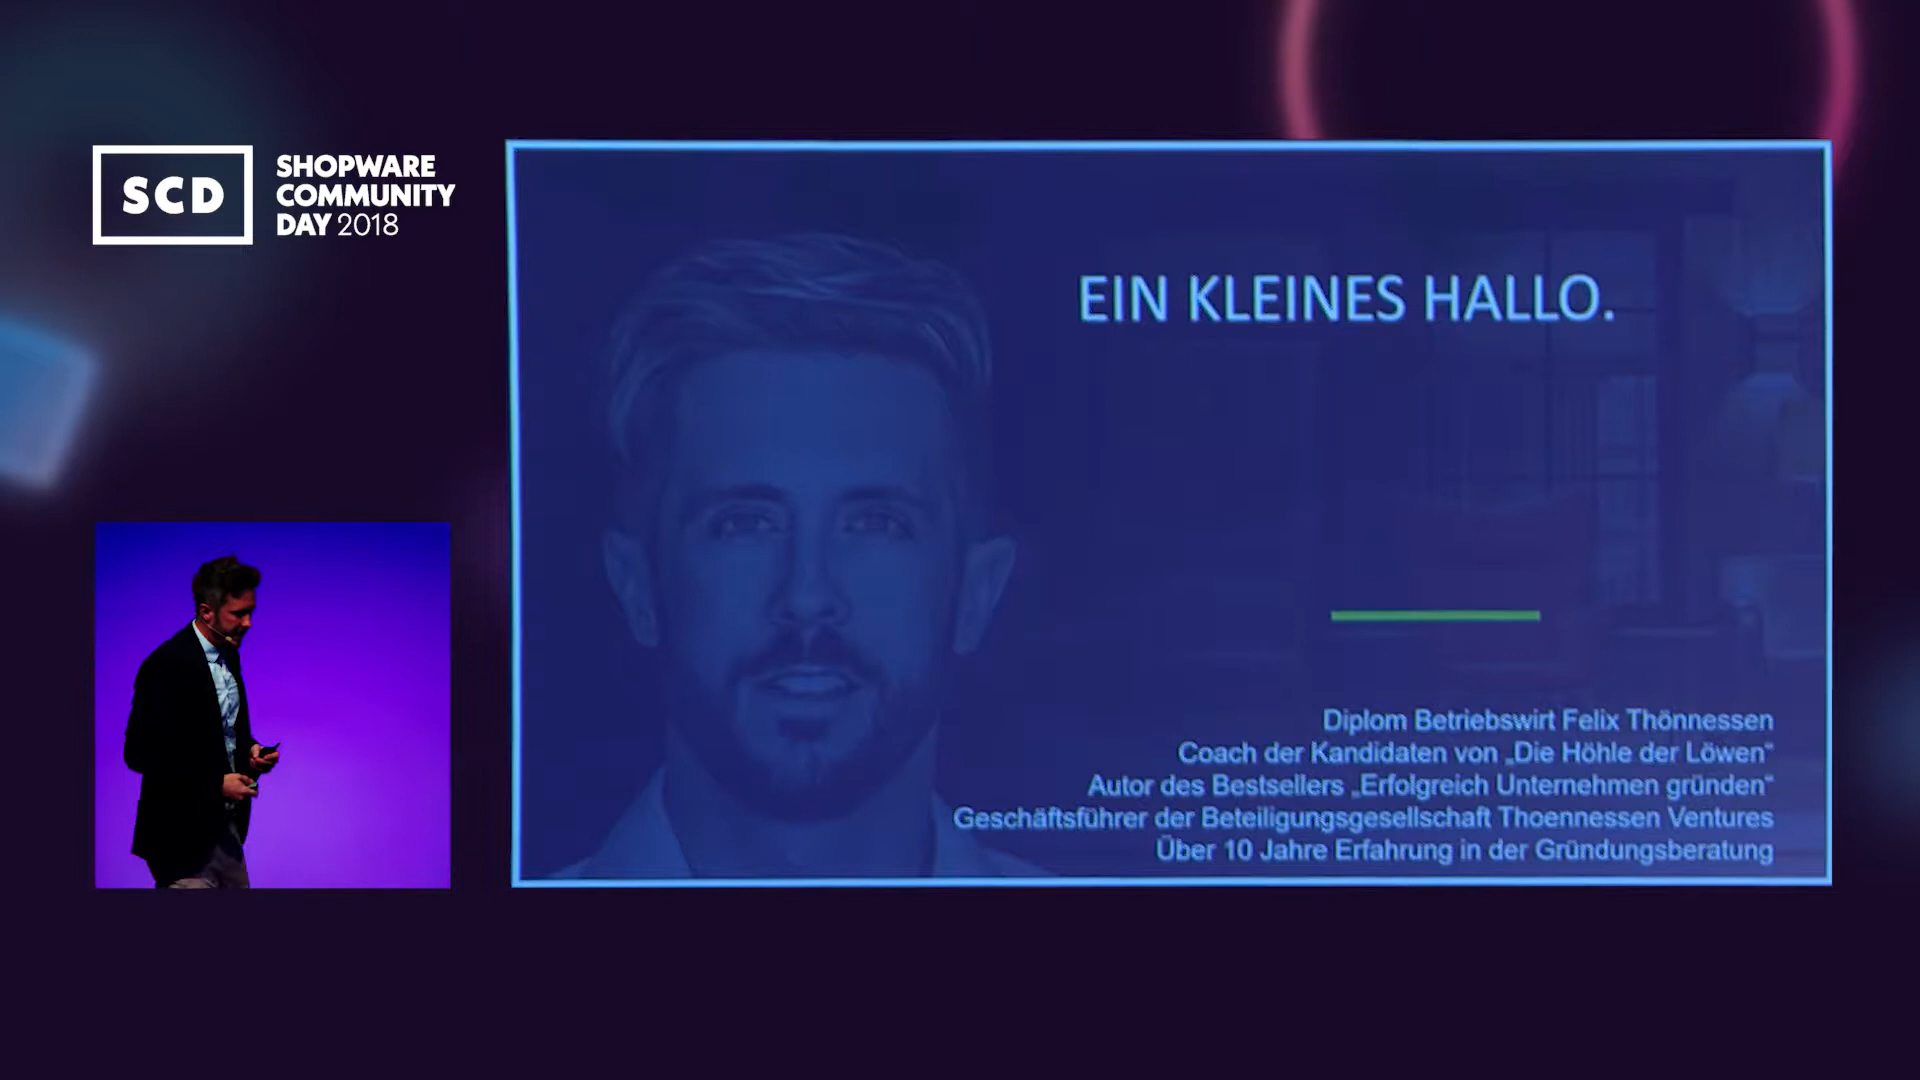 SCD
SHOPWARE
COMMUNITY
DAY 2018
EIN KLEINES HALLO.
Diplom Betriebswirt Felix Thönnessen
Coach der Kandidaten von „Die Höhle der Löwen“
Autor des Bestsellers „Erfolgreich Unternehmen gründen“
Geschäftsführer der Beteiligungsgesellschaft Thoennessen Ventures
Über 10 Jahre Erfahrung in der Gründungsberatung